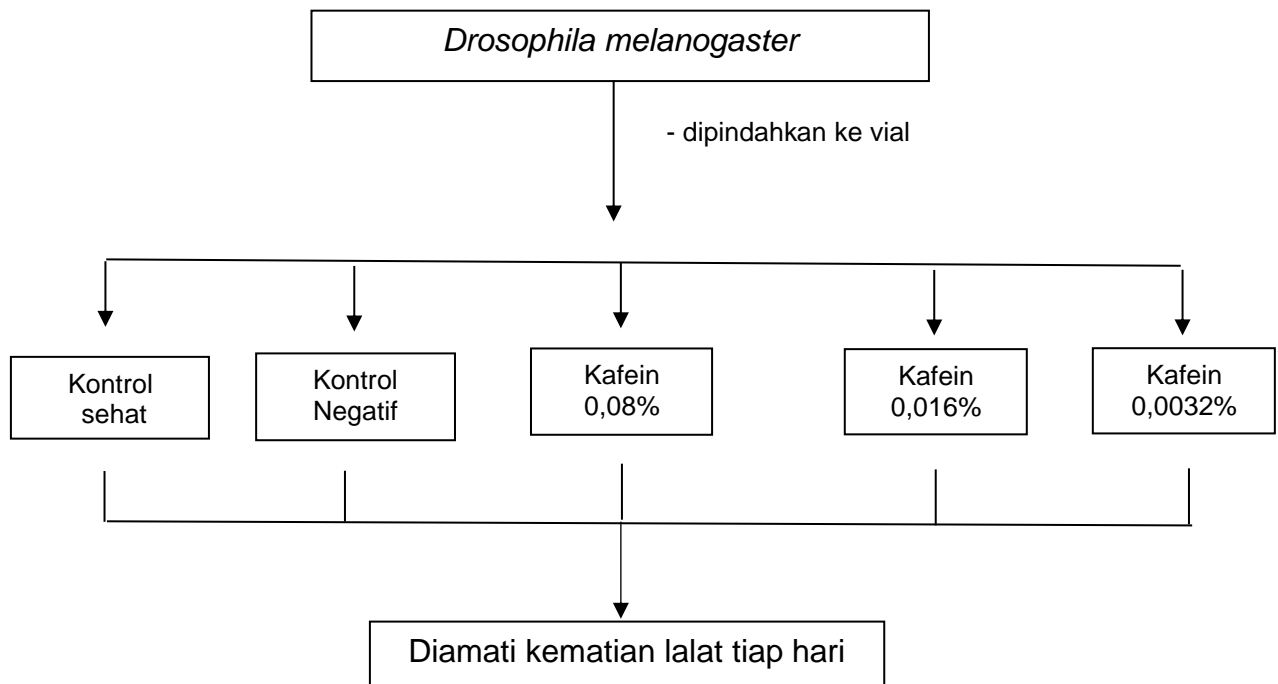 Drosophila melanogaster
- dipindahkan ke vial
Kontrol
sehat
Kontrol
Negatif
Kafein
0,08%
Kafein
0,016%
Kafein
0,0032%
Diamati kematian lalat tiap hari